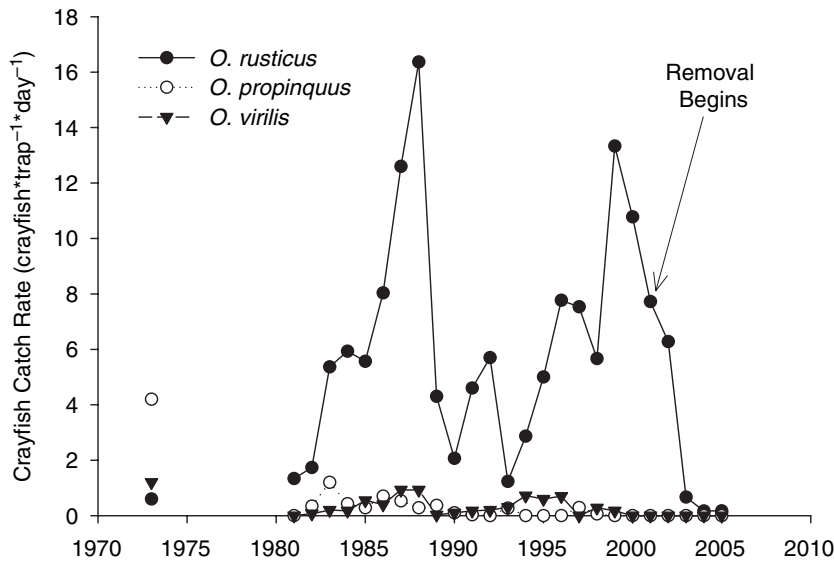 Crayfish Catch Rate (crayfish*trap⁻¹*day⁻¹)
18
16
14
12
10
8
6
4
2
0
O. rusticus
O. propinquus
O. virilis
Removal
Begins
1970 1975 1980 1985 1990 1995 2000 2005 2010